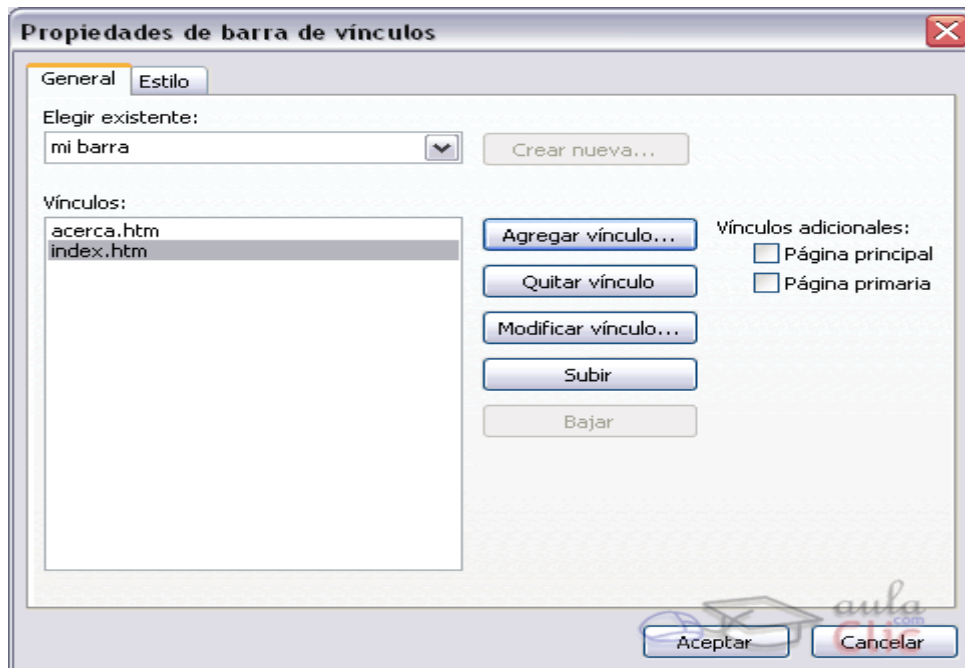 Propiedades de barra de vínculos
General
Estilo
Elegir existente:
mi barra
Crear nueva...
Vínculos:
acerca.htm
index.htm
Agregar vínculo...
Quitar vínculo
Modificar vínculo...
Subir
Bajar
Vínculos adicionales:
Página principal
Página primaria
aula
.com
Clic
Aceptar
Cancelar